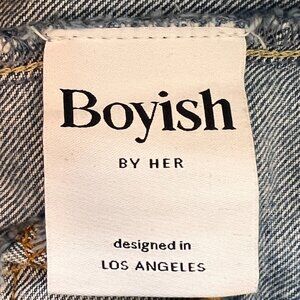 Boyish
BY HER
designed in
LOS ANGELES